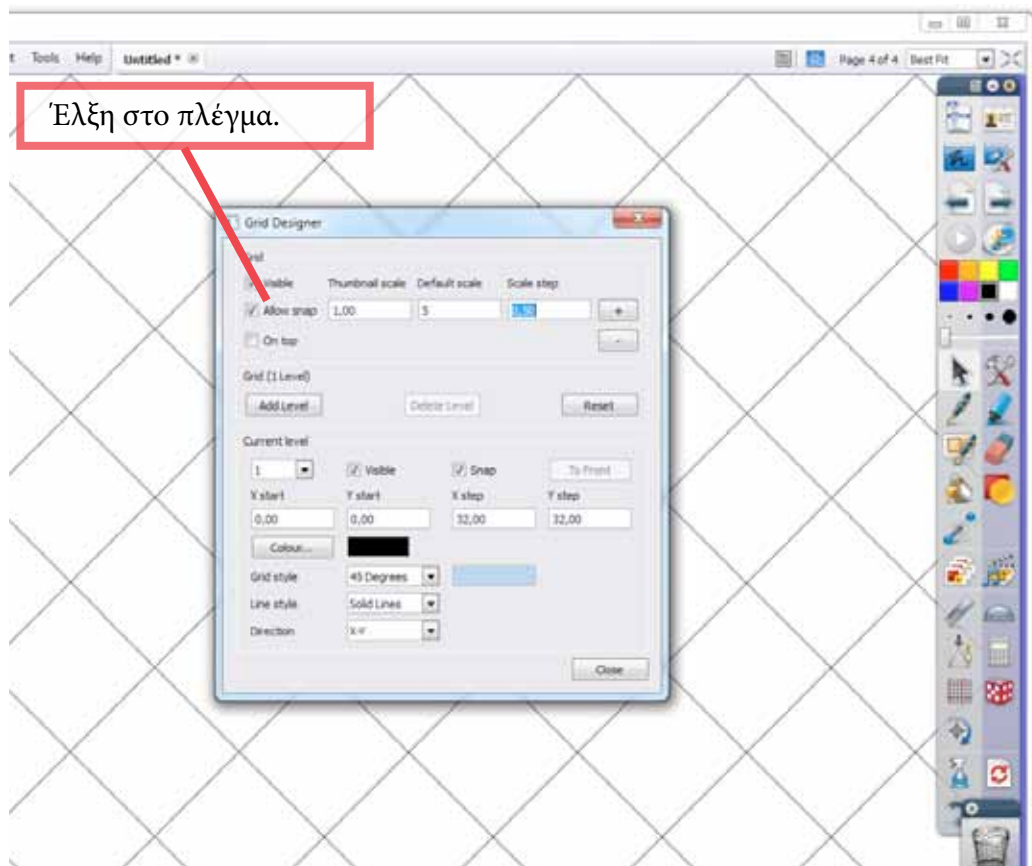 Tools Help Untitled *
Page 4 of 4 Best Fit
Έλξη στο πλέγμα.
Grid Designer
Grid
Visible Thumbnail scale Default scale Scale step
Allow snap 1,00 5 +
On top -
Grid (1 Level)
Add Level Delete Level Reset
Current level
1 Visible Snap To Front
X start Y start X step Y step
0,00 0,00 32,00 32,00
Colour...
Grid style 45 Degrees
Line style Solid Lines
Direction X-Y
Close